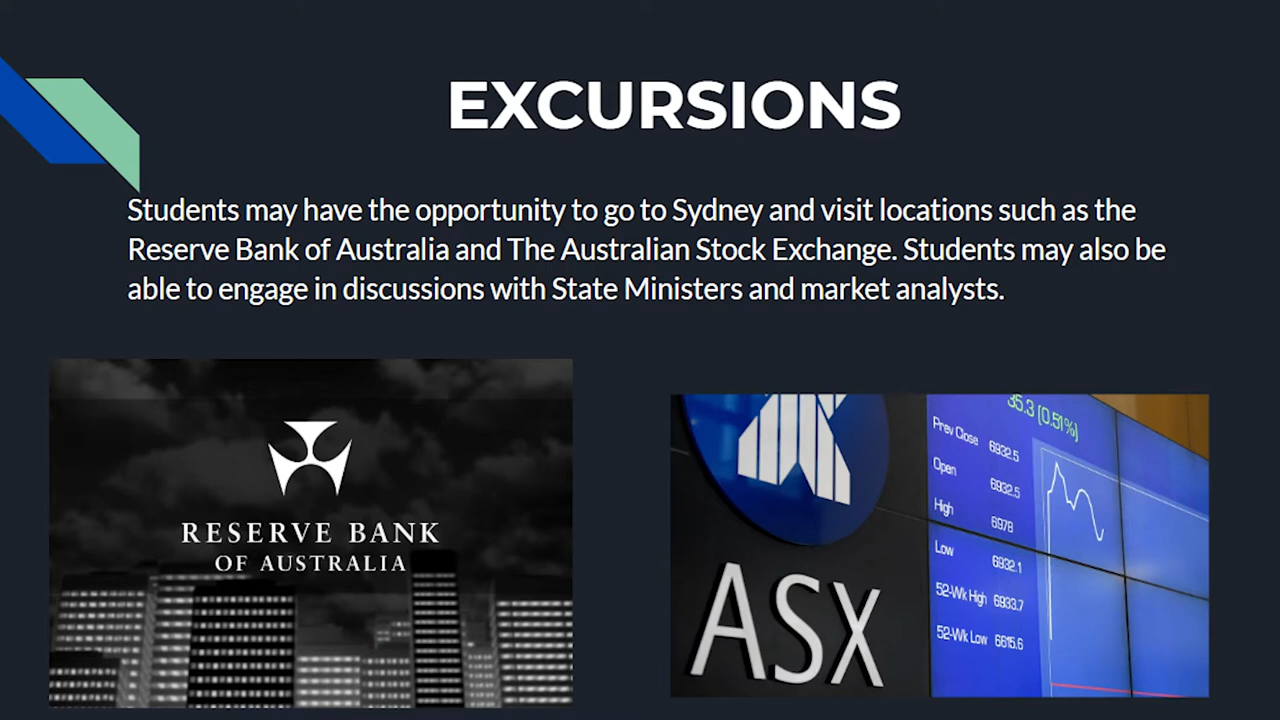 EXCURSIONS
Students may have the opportunity to go to Sydney and visit locations such as the
Reserve Bank of Australia and The Australian Stock Exchange. Students may also be
able to engage in discussions with State Ministers and market analysts.
RESERVE BANK
OF AUSTRALIA
ASX
35.3 (0.51%)
Prev Close 6932.5
Open 6932.5
High 6978
Low 6932.1
52-Wk High 6933.7
52-Wk Low 6615.6